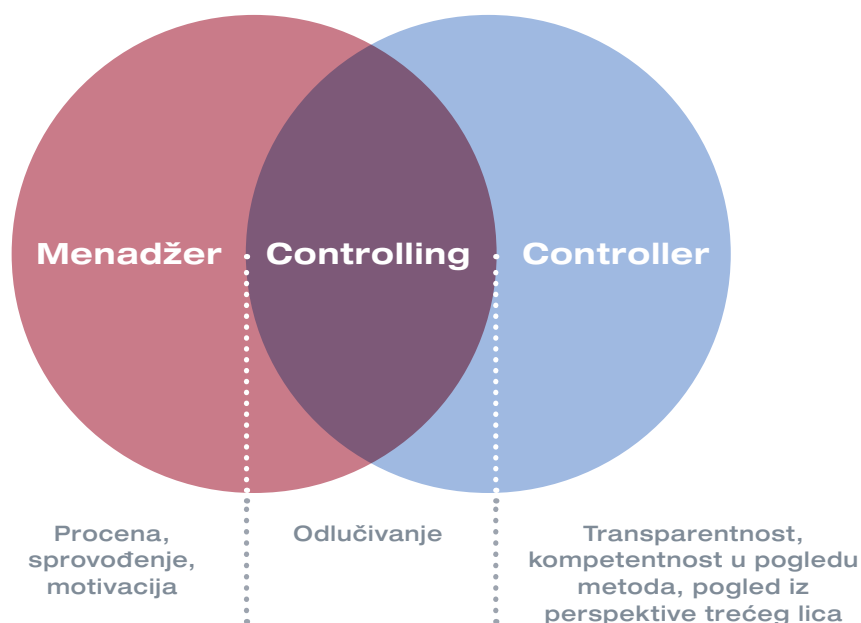 Menadžer
Controlling
Controller
Procena,
sprovođenje,
motivacija
Odlučivanje
Transparentnost,
kompetentnost u pogledu
metoda, pogled iz
perspektive trećeg lica